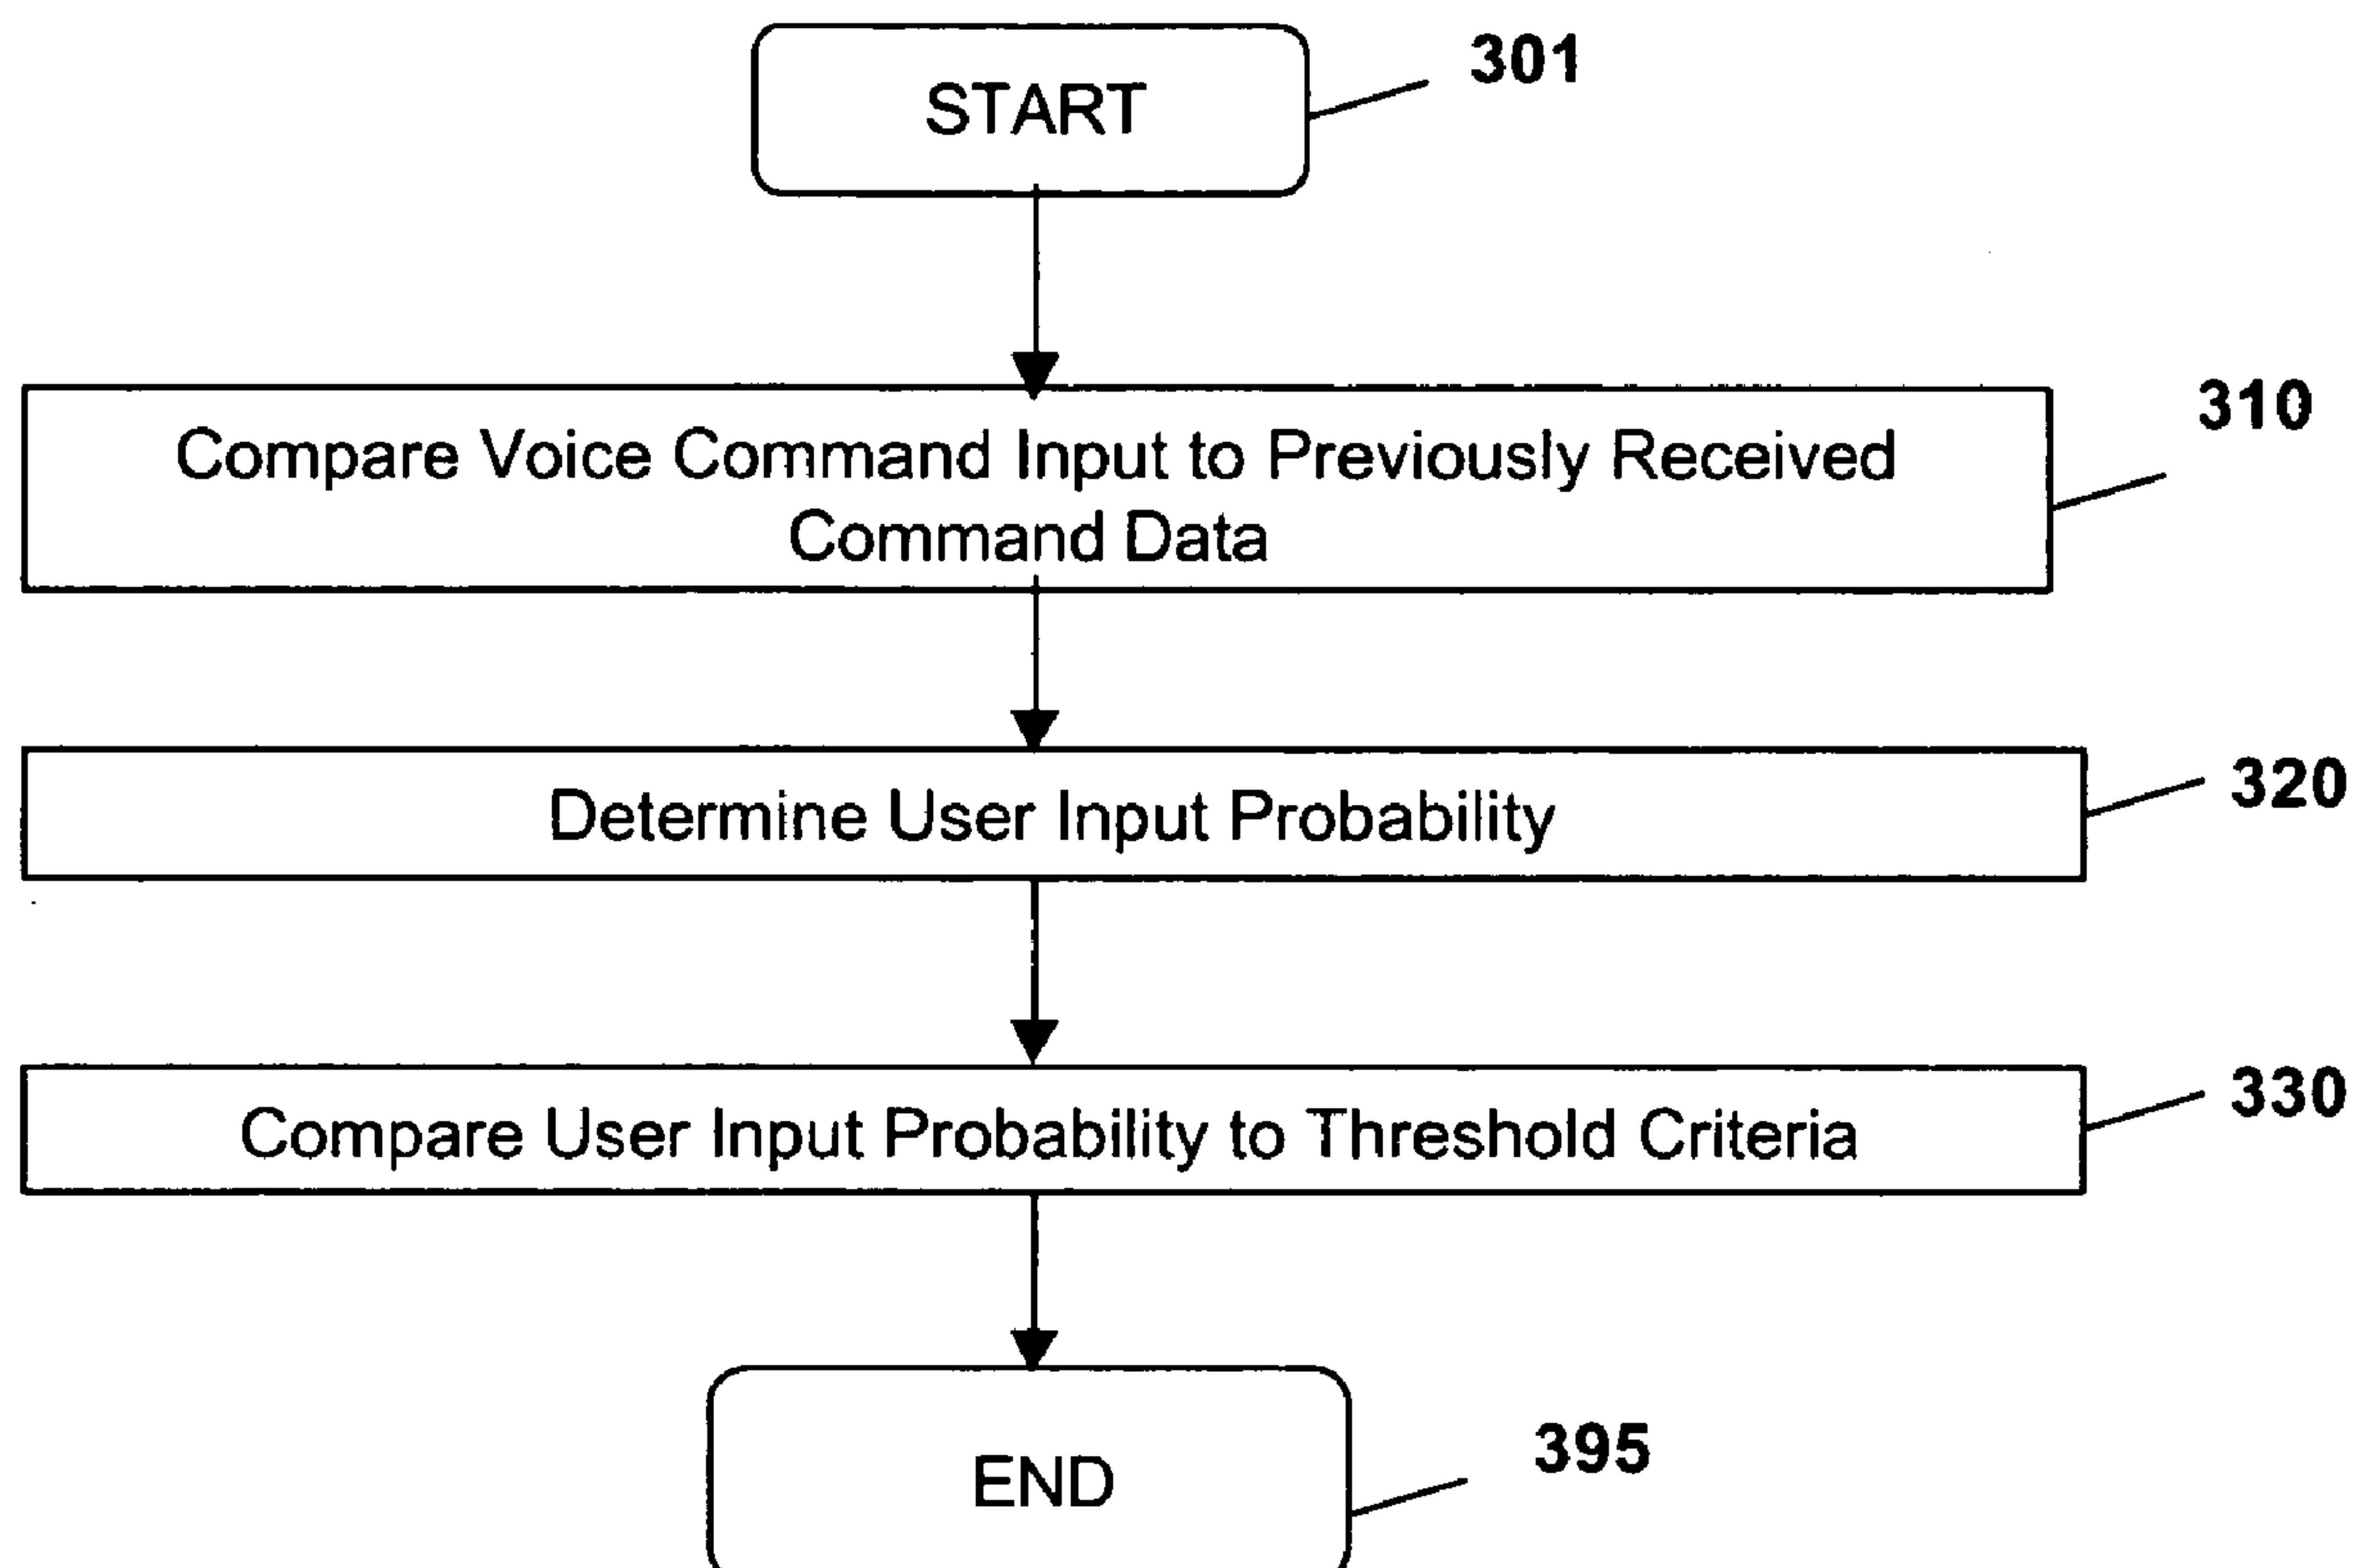 START
301
310
Compare Voice Command Input to Previously Received
Command Data
320
Determine User Input Probability
330
Compare User Input Probability to Threshold Criteria
395
END